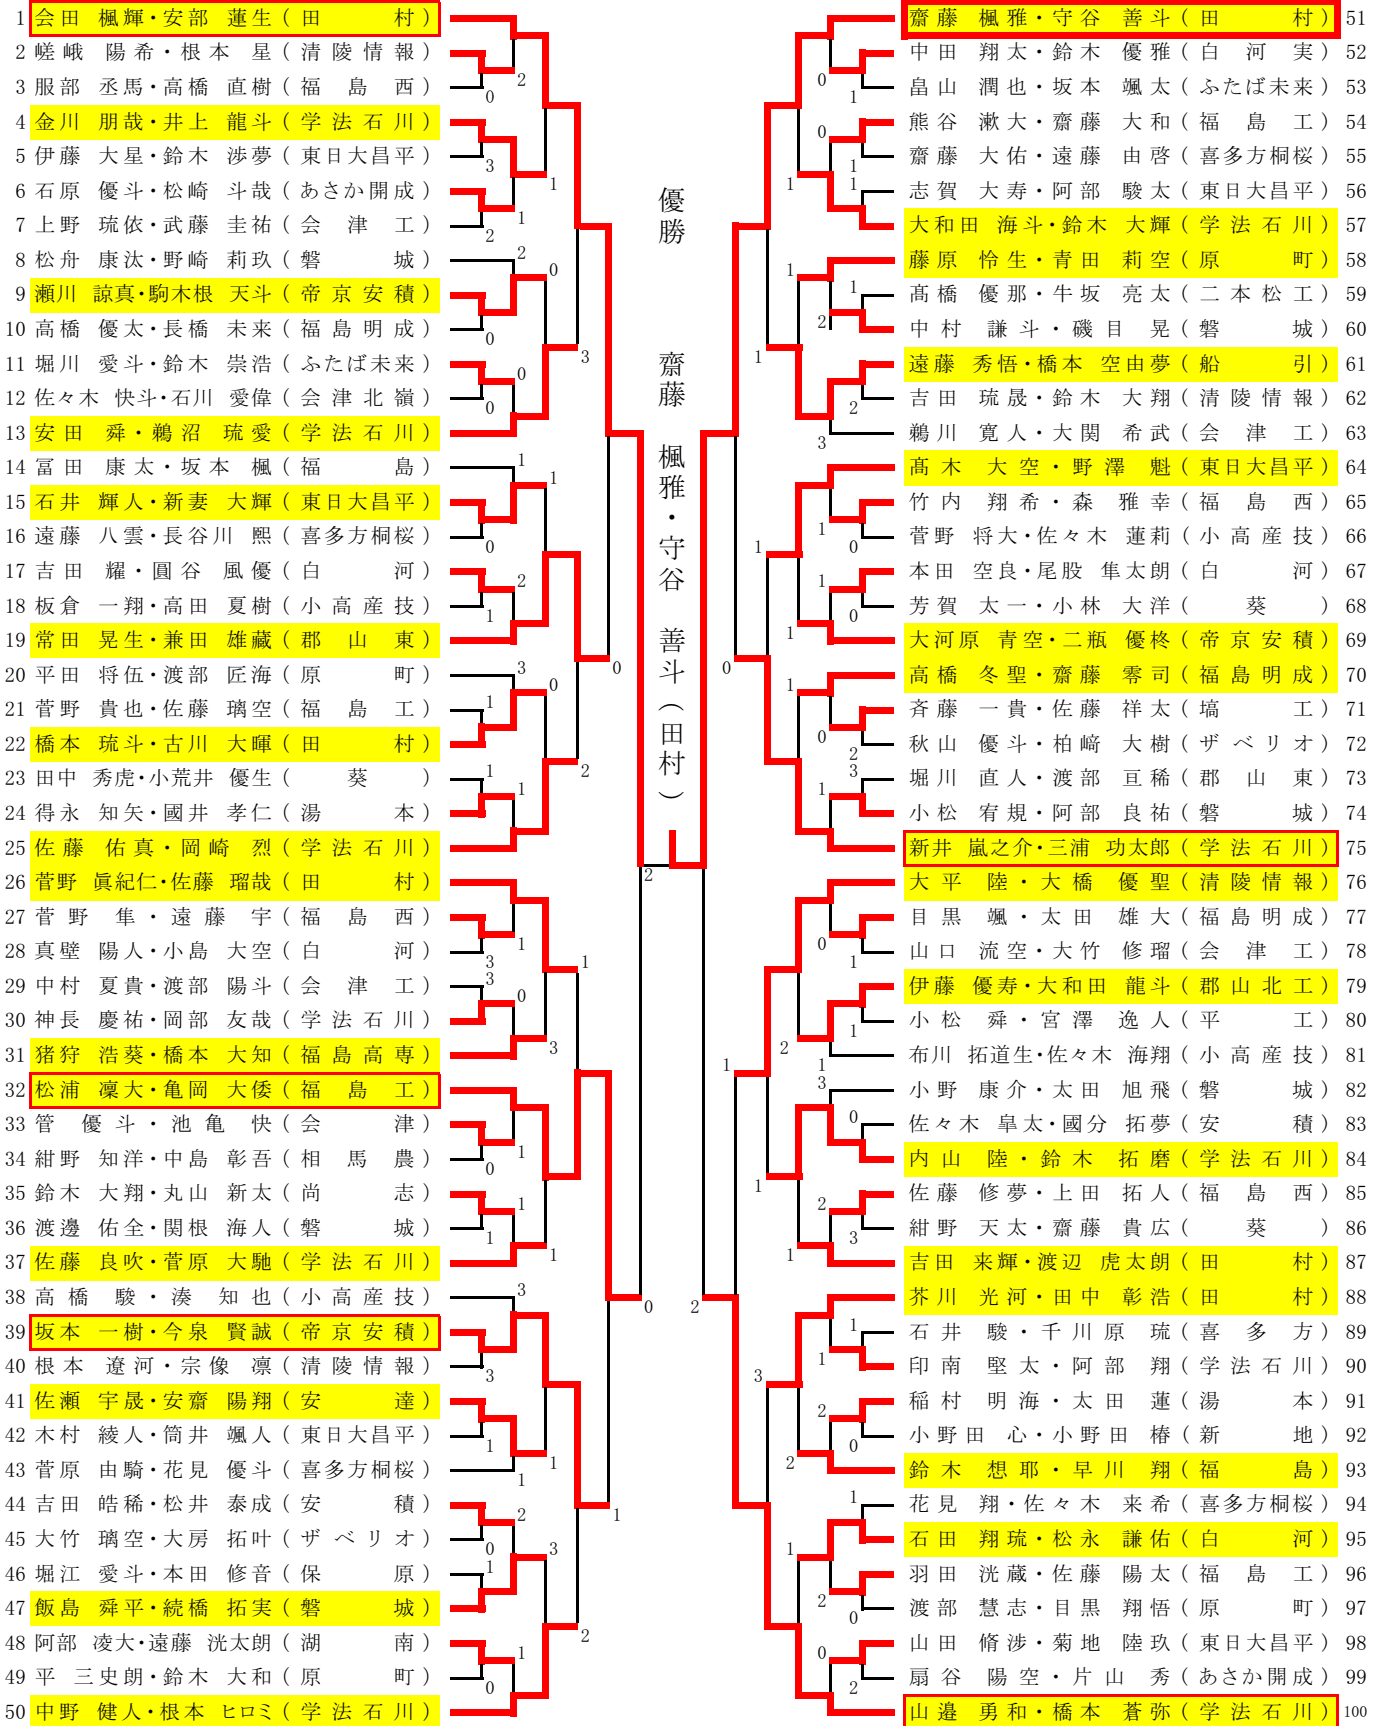 1 会田 楓輝・安部 蓮生 ( 田 村 )
2 嵯峨 陽希・根本 星 ( 清陵情報 )
3 服部 丞馬・高橋 直樹 ( 福島西 )
4 金川 朋哉・井上 龍斗 ( 学法石川 )
5 伊藤 大星・鈴木 渉夢 ( 東日大昌平 )
6 石原 優斗・松崎 斗哉 ( あさか開成 )
7 上野 琉依・武藤 圭祐 ( 会津工 )
8 松舟 康汰・野崎 莉玖 ( 磐 城 )
9 瀬川 諒真・駒木根 天斗 ( 帝京安積 )
10 高橋 優太・長橋 未来 ( 福島明成 )
11 堀川 愛斗・鈴木 崇浩 ( ふたば未来 )
12 佐々木 快斗・石川 愛偉 ( 会津北嶺 )
13 安田 舜・鵜沼 琉愛 ( 学法石川 )
14 冨田 康太・坂本 楓 ( 福 島 )
15 石井 輝人・新妻 大輝 ( 東日大昌平 )
16 遠藤 八雲・長谷川 熙 ( 喜多方桐桜 )
17 吉田 耀・圓谷 風優 ( 白 河 )
18 板倉 一翔・高田 夏樹 ( 小高産技 )
19 常田 晃生・兼田 雄蔵 ( 郡山東 )
20 平田 将伍・渡部 匠海 ( 原 町 )
21 菅野 貴也・佐藤 璃空 ( 福島工 )
22 橋本 琉斗・古川 大暉 ( 田 村 )
23 田中 秀虎・小荒井 優生 ( 葵 )
24 得永 知矢・國井 孝仁 ( 湯 本 )
25 佐藤 佑真・岡崎 烈 ( 学法石川 )
26 菅野 眞紀仁・佐藤 瑠哉 ( 田 村 )
27 菅野 隼・遠藤 宇 ( 福島西 )
28 真壁 陽人・小島 大空 ( 白 河 )
29 中村 夏貴・渡部 陽斗 ( 会津工 )
30 神長 慶祐・岡部 友哉 ( 学法石川 )
31 猪狩 浩葵・橋本 大知 ( 福島高専 )
32 松浦 凜大・亀岡 大倭 ( 福島工 )
33 管 優斗・池亀 快 ( 会 津 )
34 紺野 知洋・中島 彰吾 ( 相馬農 )
35 鈴木 大翔・丸山 新太 ( 尚 志 )
36 渡邊 佑全・関根 海人 ( 磐 城 )
37 佐藤 良吹・菅原 大馳 ( 学法石川 )
38 高橋 駿・湊 知也 ( 小高産技 )
39 坂本 一樹・今泉 賢誠 ( 帝京安積 )
40 根本 遼河・宗像 凛 ( 清陵情報 )
41 佐瀬 宇晟・安齋 陽翔 ( 安 達 )
42 木村 綾人・筒井 颯人 ( 東日大昌平 )
43 菅原 由騎・花見 優斗 ( 喜多方桐桜 )
44 吉田 皓稀・松井 泰成 ( 安 積 )
45 大竹 璃空・大房 拓叶 ( ザベリオ )
46 堀江 愛斗・本田 修音 ( 保 原 )
47 飯島 舜平・続橋 拓実 ( 磐 城 )
48 阿部 凌大・遠藤 洸太朗 ( 湖 南 )
49 平 三史朗・鈴木 大和 ( 原 町 )
50 中野 健人・根本 ヒロミ ( 学法石川 )
優勝 齋藤 楓雅・守谷 善斗(田村)
齋藤 楓雅・守谷 善斗 ( 田 村 ) 51
中田 翔太・鈴木 優雅 ( 白河実 ) 52
畠山 潤也・坂本 颯太 ( ふたば未来 ) 53
熊谷 漱大・齋藤 大和 ( 福島工 ) 54
齋藤 大佑・遠藤 由啓 ( 喜多方桐桜 ) 55
志賀 大寿・阿部 駿太 ( 東日大昌平 ) 56
大和田 海斗・鈴木 大輝 ( 学法石川 ) 57
藤原 怜生・青田 莉空 ( 原 町 ) 58
髙橋 優那・牛坂 亮太 ( 二本松工 ) 59
中村 謙斗・磯目 晃 ( 磐 城 ) 60
遠藤 秀悟・橋本 空由夢 ( 船 引 ) 61
吉田 琉晟・鈴木 大翔 ( 清陵情報 ) 62
鵜川 寛人・大関 希武 ( 会津工 ) 63
髙木 大空・野澤 魁 ( 東日大昌平 ) 64
竹内 翔希・森 雅幸 ( 福島西 ) 65
菅野 将大・佐々木 蓮莉 ( 小高産技 ) 66
本田 空良・尾股 隼太朗 ( 白 河 ) 67
芳賀 太一・小林 大洋 ( 葵 ) 68
大河原 青空・二瓶 優柊 ( 帝京安積 ) 69
高橋 冬聖・齋藤 零司 ( 福島明成 ) 70
斉藤 一貴・佐藤 祥太 ( 塙 工 ) 71
秋山 優斗・柏﨑 大樹 ( ザベリオ ) 72
堀川 直人・渡部 亘稀 ( 郡山東 ) 73
小松 宥規・阿部 良祐 ( 磐 城 ) 74
新井 嵐之介・三浦 功太郎 ( 学法石川 ) 75
大平 陸・大橋 優聖 ( 清陵情報 ) 76
目黒 颯・太田 雄大 ( 福島明成 ) 77
山口 流空・大竹 修瑠 ( 会津工 ) 78
伊藤 優寿・大和田 龍斗 ( 郡山北工 ) 79
小松 舜・宮澤 逸人 ( 平 工 ) 80
布川 拓道生・佐々木 海翔 ( 小高産技 ) 81
小野 康介・太田 旭飛 ( 磐 城 ) 82
佐々木 皐太・國分 拓夢 ( 安 積 ) 83
内山 陸・鈴木 拓磨 ( 学法石川 ) 84
佐藤 修夢・上田 拓人 ( 福島西 ) 85
紺野 天太・齋藤 貴広 ( 葵 ) 86
吉田 来輝・渡辺 虎太朗 ( 田 村 ) 87
芥川 光河・田中 彰浩 ( 田 村 ) 88
石井 駿・千川原 琉 ( 喜多方 ) 89
印南 堅太・阿部 翔 ( 学法石川 ) 90
稲村 明海・太田 蓮 ( 湯 本 ) 91
小野田 心・小野田 椿 ( 新 地 ) 92
鈴木 想耶・早川 翔 ( 福 島 ) 93
花見 翔・佐々木 来希 ( 喜多方桐桜 ) 94
石田 翔琉・松永 謙佑 ( 白 河 ) 95
羽田 洸蔵・佐藤 陽太 ( 福島工 ) 96
渡部 慧志・目黒 翔悟 ( 原 町 ) 97
山田 脩渉・菊地 陸玖 ( 東日大昌平 ) 98
扇谷 陽空・片山 秀 ( あさか開成 ) 99
山邉 勇和・橋本 蒼弥 ( 学法石川 ) 100